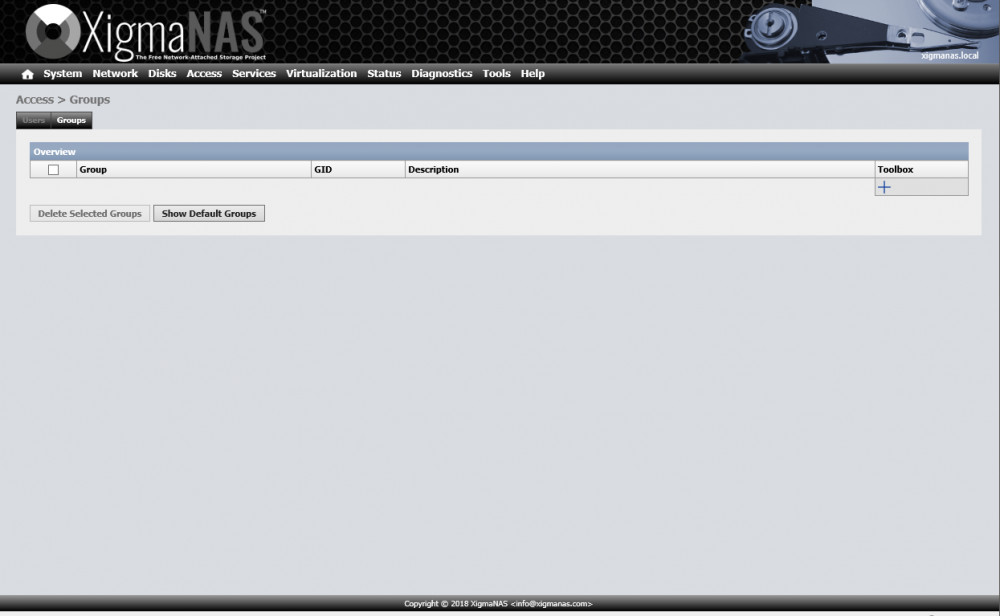 XigmaNAS™
The Free Network-Attached Storage Project
xigmanas.local
System Network Disks Access Services Virtualization Status Diagnostics Tools Help
Access > Groups
Users Groups
Overview
Group GID Description Toolbox
Delete Selected Groups Show Default Groups
Copyright © 2018 XigmaNAS <info@xigmanas.com>